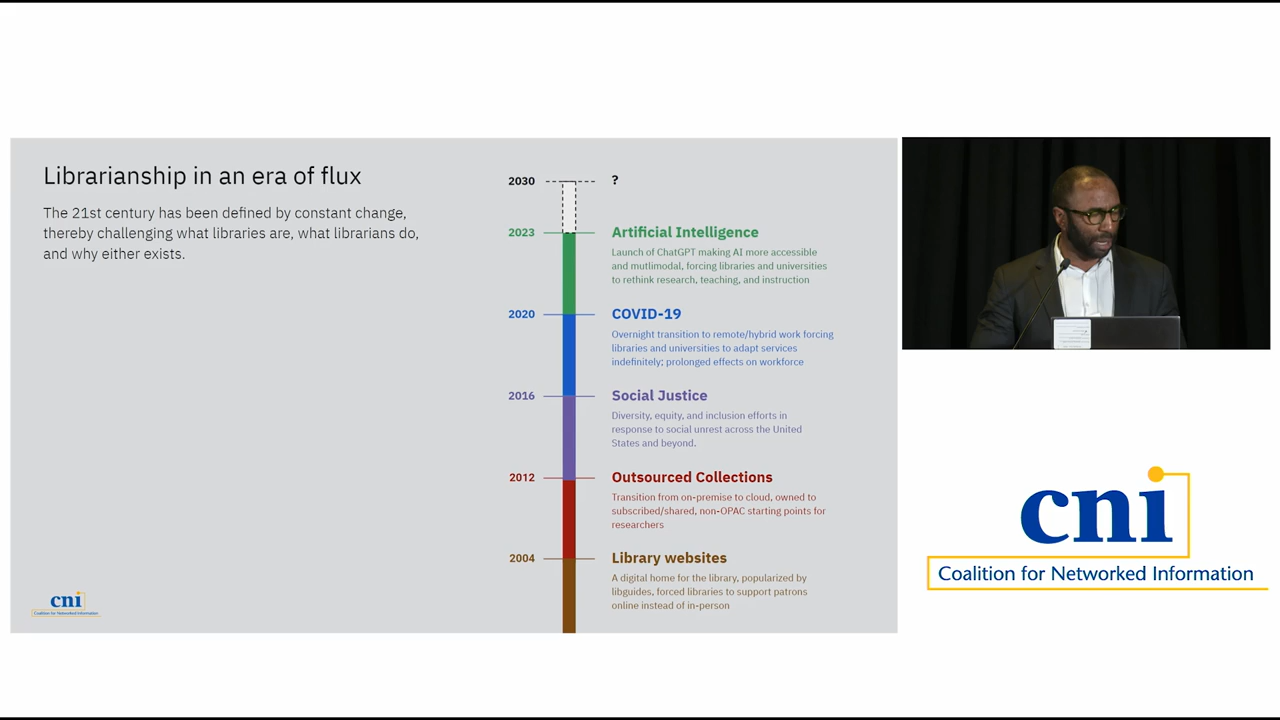 Librarianship in an era of flux
The 21st century has been defined by constant change,
thereby challenging what libraries are, what librarians do,
and why either exists.
2030
?
2023
Artificial Intelligence
Launch of ChatGPT making AI more accessible
and mutlimodal, forcing libraries and universities
to rethink research, teaching, and instruction
2020
COVID-19
Overnight transition to remote/hybrid work forcing
libraries and universities to adapt services
indefinitely; prolonged effects on workforce
2016
Social Justice
Diversity, equity, and inclusion efforts in
response to social unrest across the United
States and beyond.
2012
Outsourced Collections
Transition from on-premise to cloud, owned to
subscribed/shared, non-OPAC starting points for
researchers
2004
Library websites
A digital home for the library, popularized by
libguides, forced libraries to support patrons
online instead of in-person
cni
Coalition for Networked Information
cni
Coalition for Networked Information